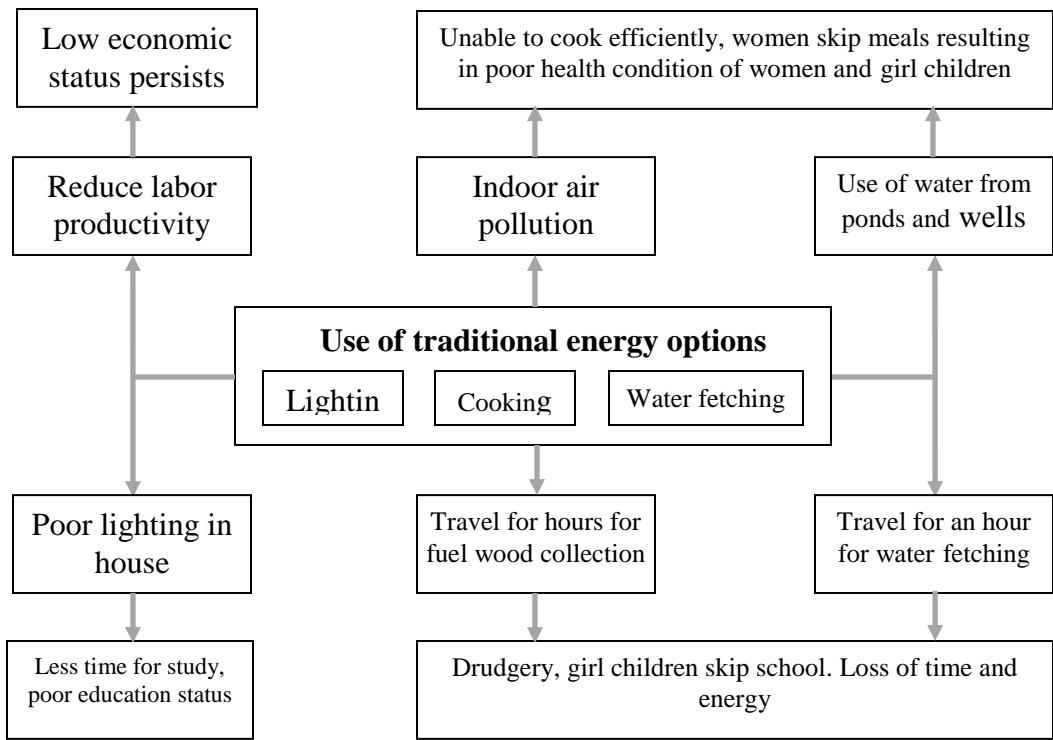 Low economic
status persists
Unable to cook efficiently, women skip meals resulting
in poor health condition of women and girl children
Reduce labor
productivity
Indoor air
pollution
Use of water from
ponds and wells
Use of traditional energy options
Lightin
Cooking
Water fetching
Poor lighting in
house
Travel for hours for
fuel wood collection
Travel for an hour
for water fetching
Less time for study,
poor education status
Drudgery, girl children skip school. Loss of time and
energy